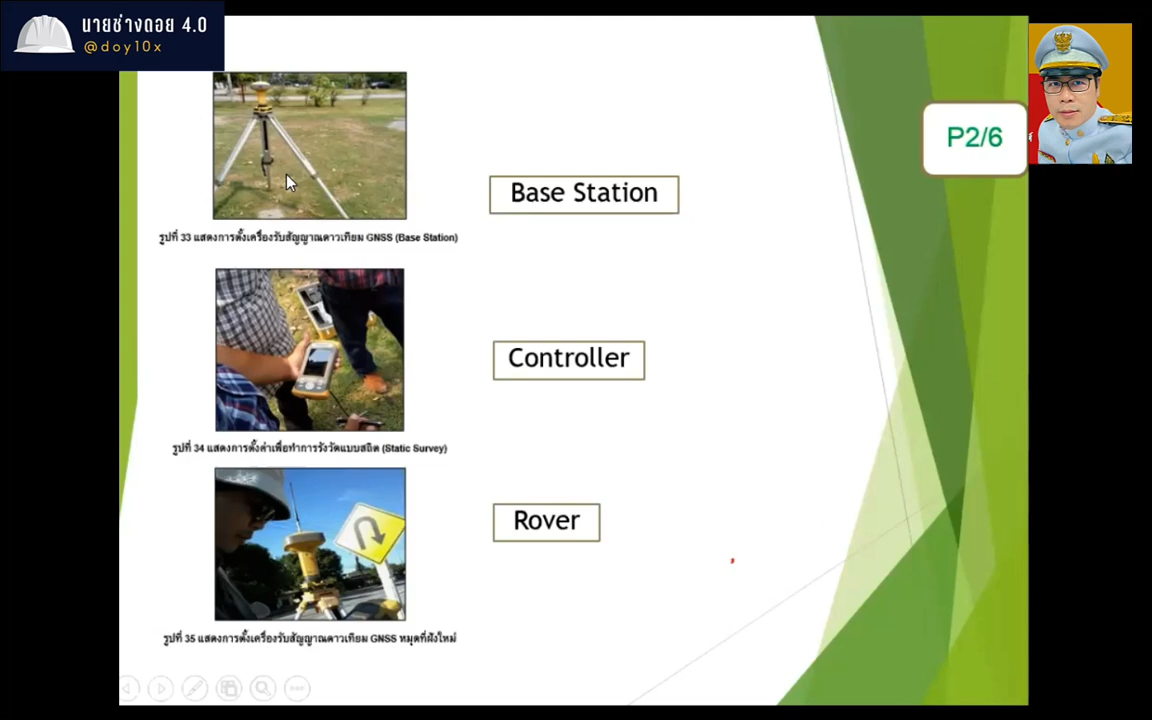 นายช่างดอย 4.0
@doy10x
P2/6
Base Station
รูปที่ 33 แสดงการตั้งเครื่องรับสัญญาณดาวเทียม GNSS (Base Station)
Controller
รูปที่ 34 แสดงการตั้งค่าเพื่อทำการรังวัดแบบสถิต (Static Survey)
Rover
รูปที่ 35 แสดงการตั้งเครื่องรับสัญญาณดาวเทียม GNSS หมุดที่ฝังใหม่